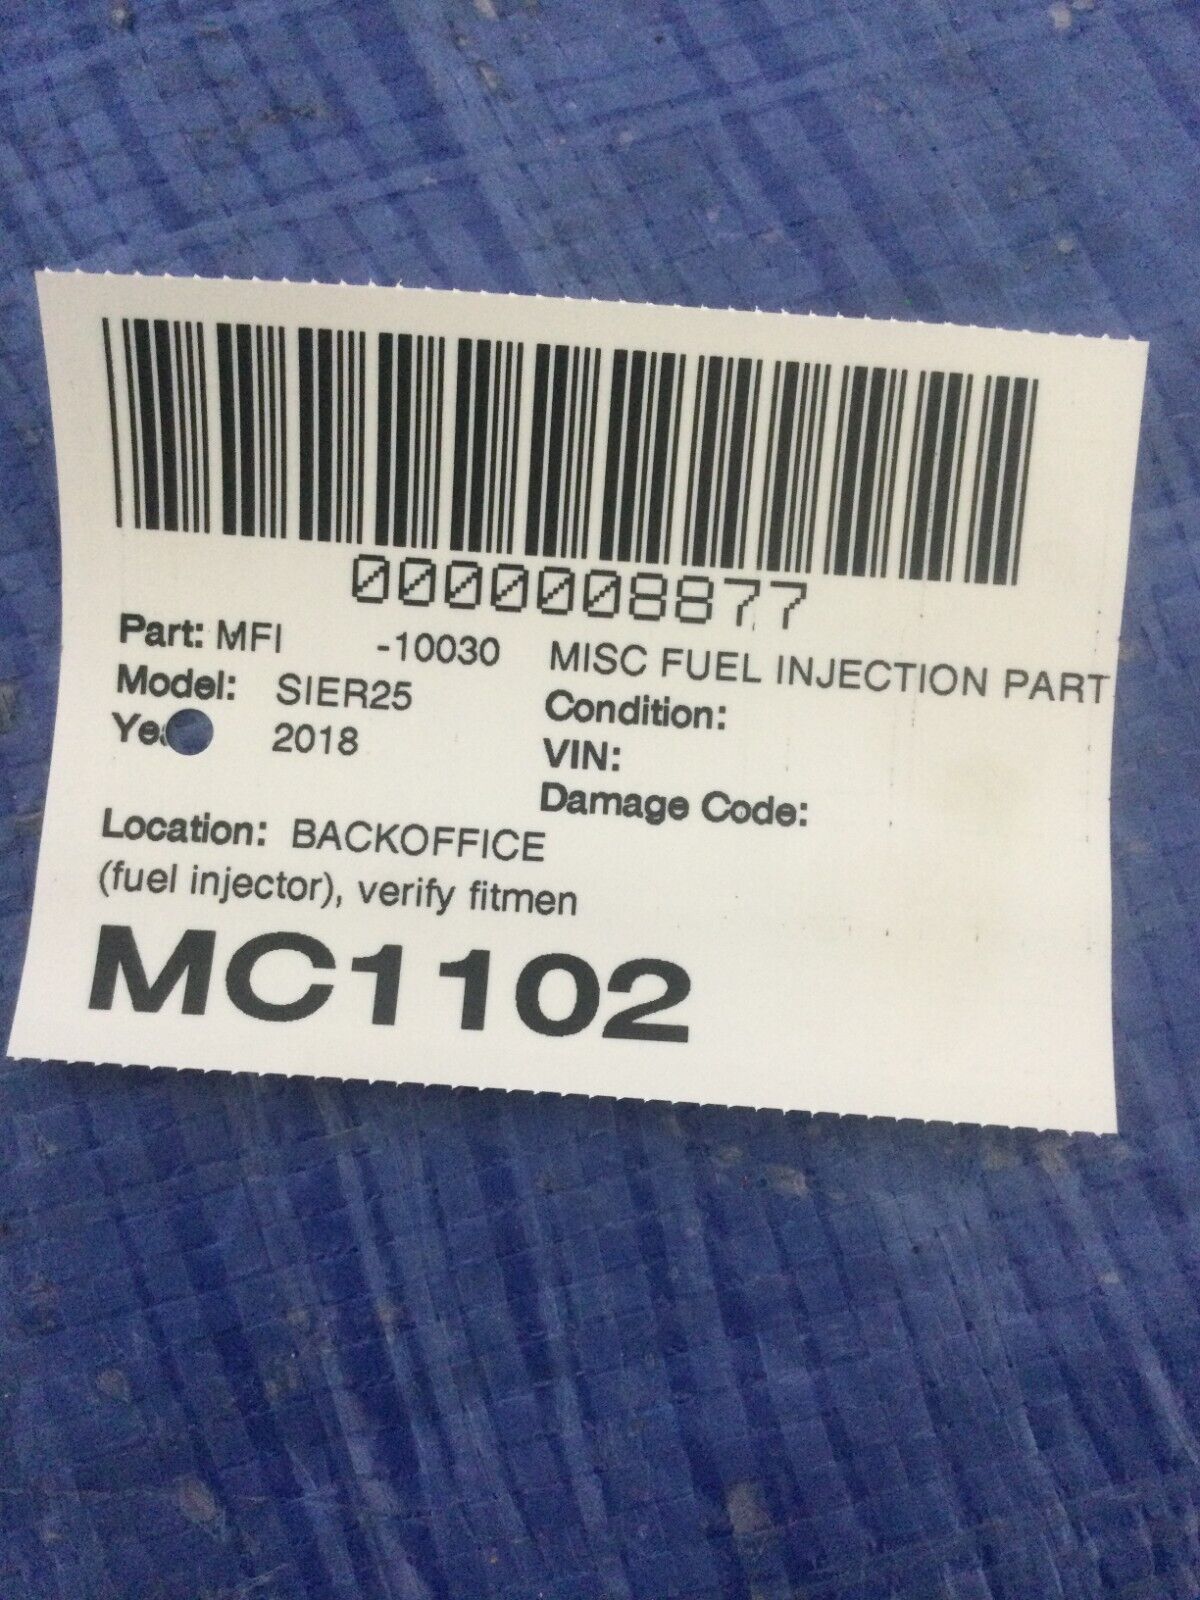 0000008877
Part: MFI -10030 MISC FUEL INJECTION PART
Model: SIER25 Condition:
2018 VIN:
Damage Code:
Location: BACKOFFICE
(fuel injector), verify fitmen
MC1102